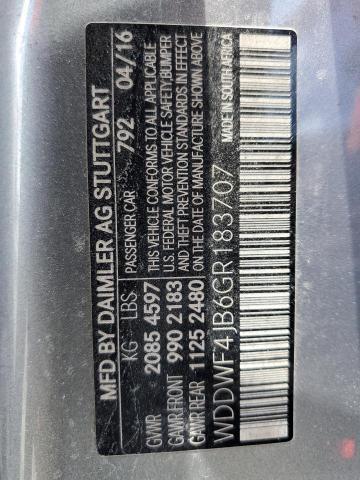 MFD BY DAIMLER AG STUTTGART
KG LBS PASSENGER CAR 792 04/16
GVWR 2085 4597 THIS VEHICLE CONFORMS TO ALL APPLICABLE
GAWR FRONT 990 2183 U.S. FEDERAL MOTOR VEHICLE SAFETY, BUMPER
GAWR REAR 1125 2480 AND THEFT PREVENTION STANDARDS IN EFFECT
ON THE DATE OF MANUFACTURE SHOWN ABOVE
WDDWF4JB6GR183707 MADE IN SOUTH AFRICA